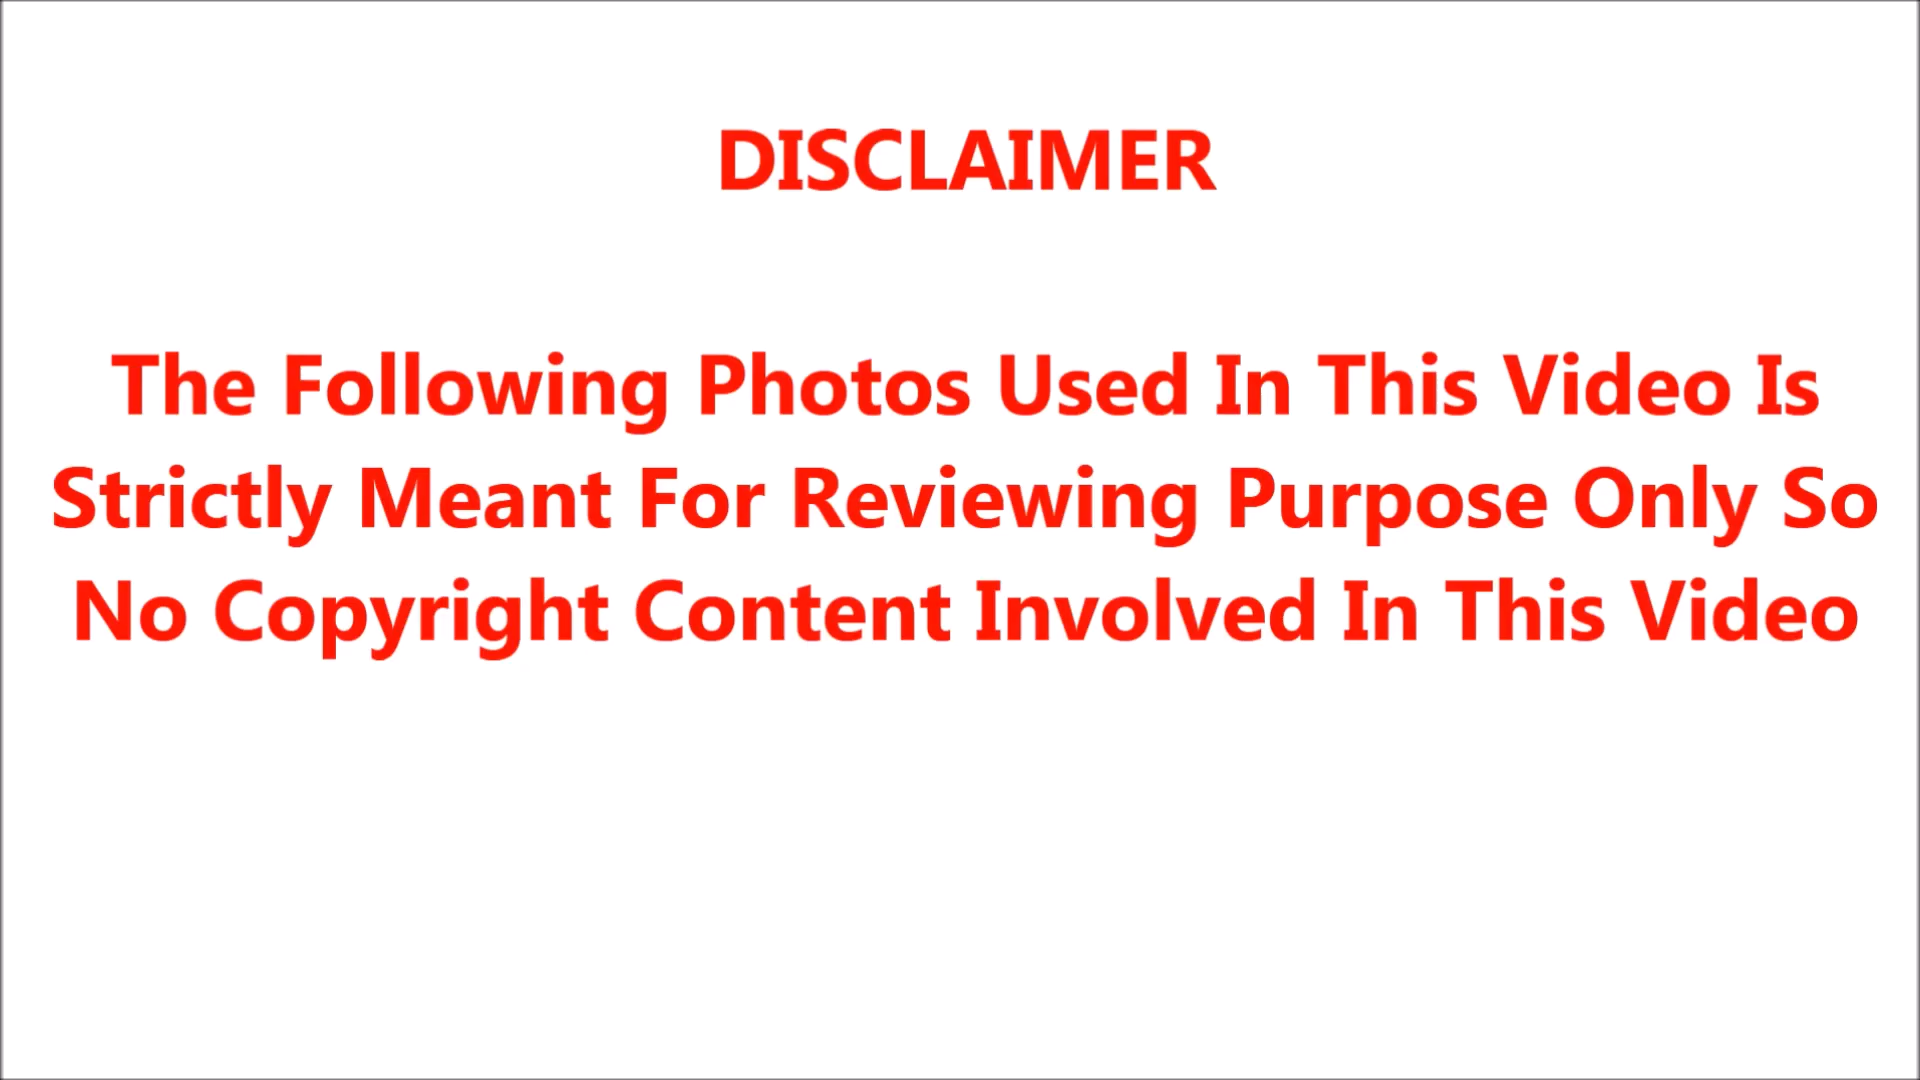 DISCLAIMER
The Following Photos Used In This Video Is
Strictly Meant For Reviewing Purpose Only So
No Copyright Content Involved In This Video